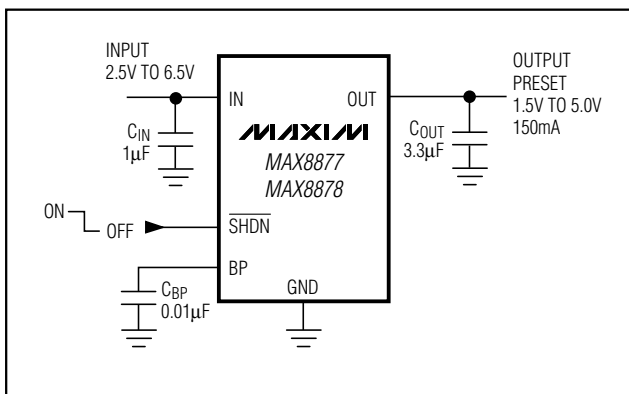 INPUT
2.5V TO 6.5V
OUTPUT
PRESET
1.5V TO 5.0V
150mA
IN
OUT
CIN
1µF
MAXIM
MAX8877
MAX8878
COUT
3.3µF
ON
OFF
SHDN
BP
CBP
0.01µF
GND